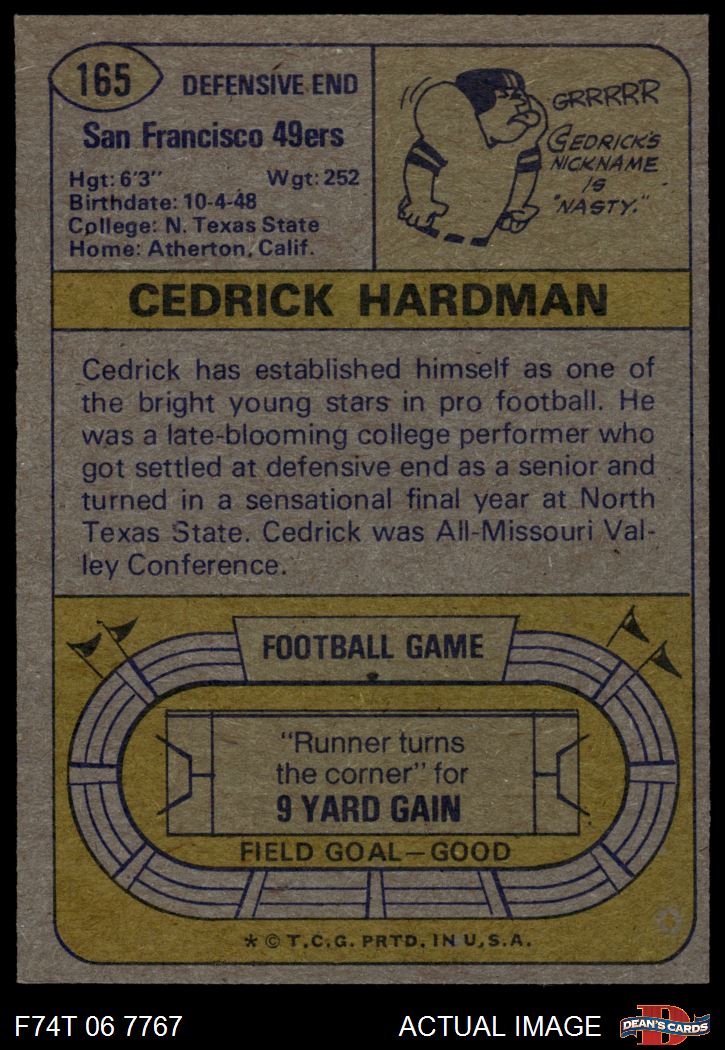 165
DEFENSIVE END
San Francisco 49ers
Hgt: 6'3" Wgt: 252
Birthdate: 10-4-48
College: N. Texas State
Home: Atherton, Calif.
GRRRRR
CEDRICK'S
NICKNAME
IS
"NASTY."
CEDRICK HARDMAN
Cedrick has established himself as one of
the bright young stars in pro football. He
was a late-blooming college performer who
got settled at defensive end as a senior and
turned in a sensational final year at North
Texas State. Cedrick was All-Missouri Val-
ley Conference.
FOOTBALL GAME
"Runner turns
the corner" for
9 YARD GAIN
FIELD GOAL—GOOD
* © T.C.G. PRTD. IN U.S.A.
F74T 06 7767
ACTUAL IMAGE
D
DEAN'S CARDS